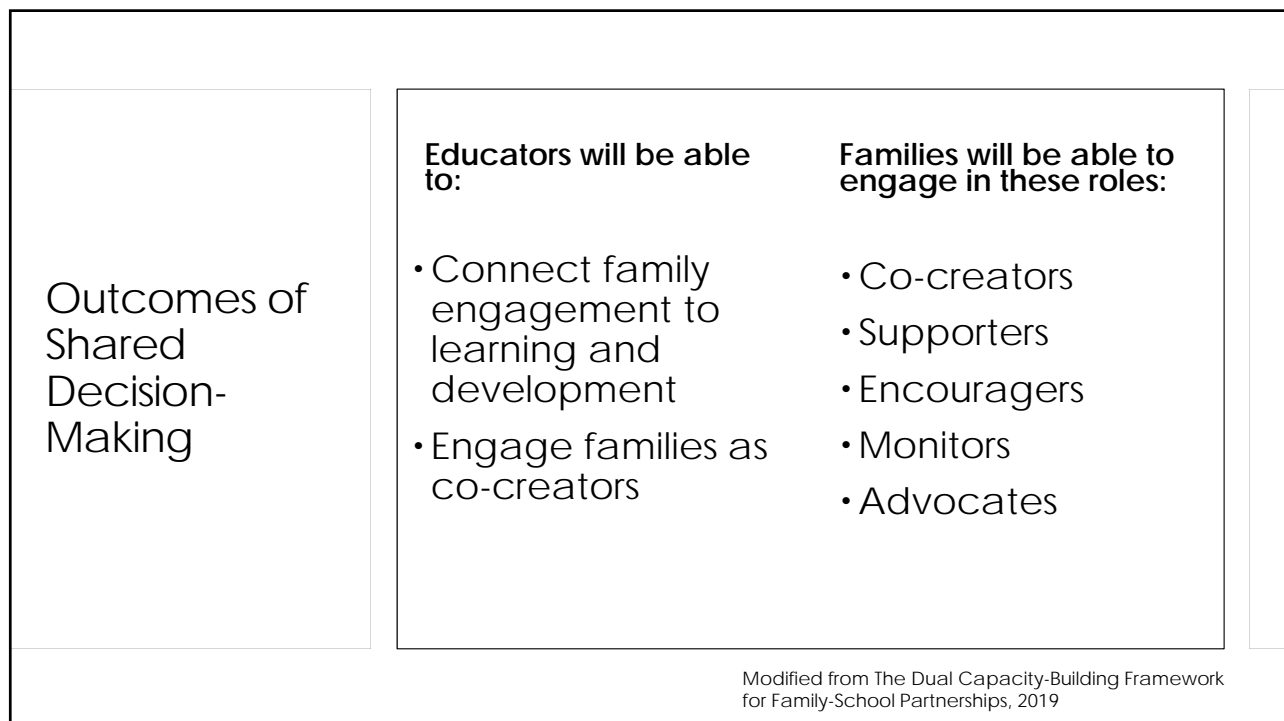 Outcomes of
Shared
Decision-
Making
Educators will be able
to:
• Connect family
engagement to
learning and
development
• Engage families as
co-creators
Families will be able to
engage in these roles:
• Co-creators
• Supporters
• Encouragers
• Monitors
• Advocates
Modified from The Dual Capacity-Building Framework
for Family-School Partnerships, 2019